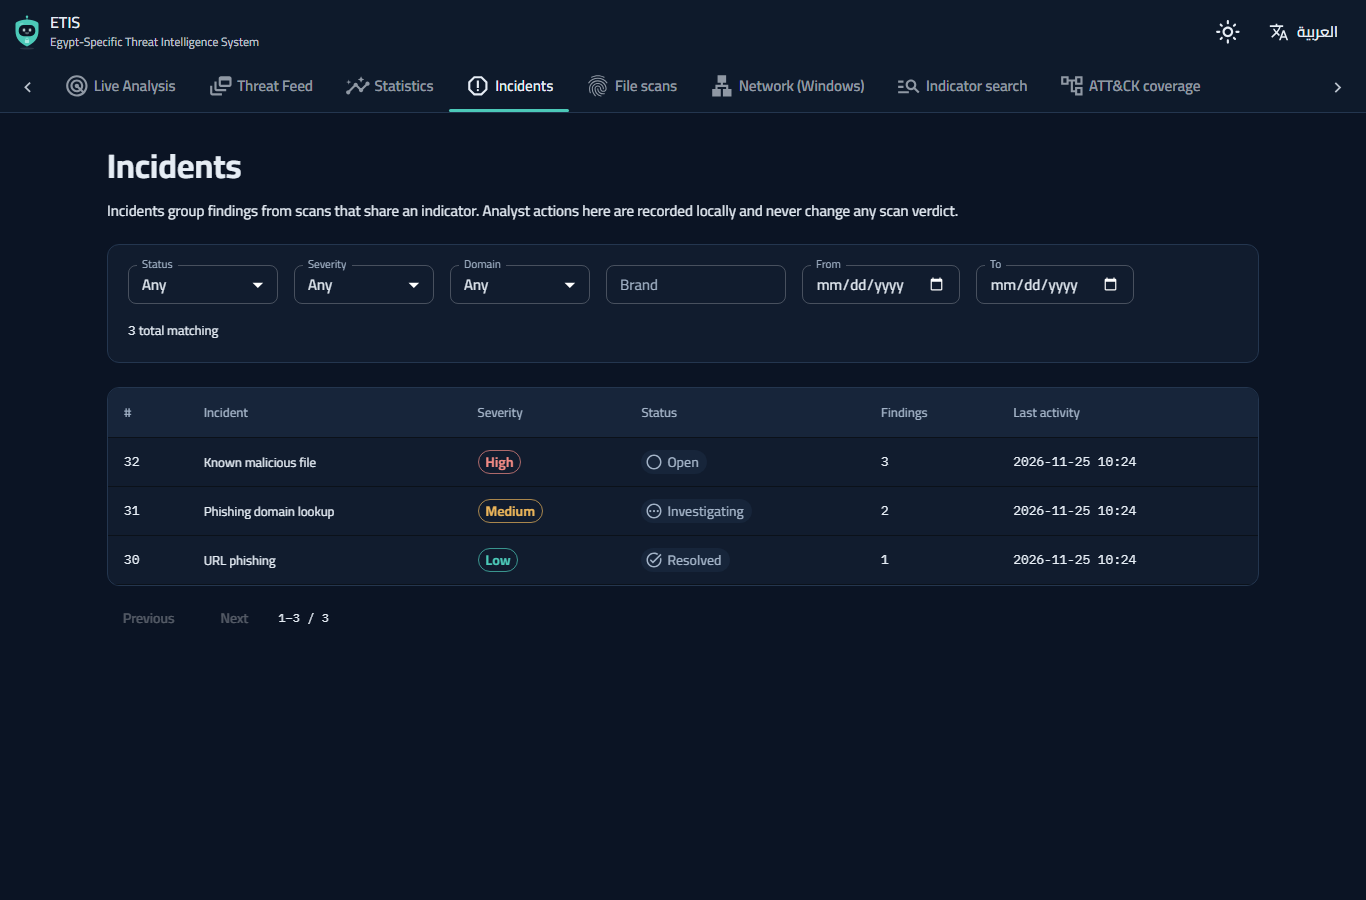 ETIS
Egypt-Specific Threat Intelligence System
العربية
Live Analysis
Threat Feed
Statistics
Incidents
File scans
Network (Windows)
Indicator search
ATT&CK coverage
Incidents
Incidents group findings from scans that share an indicator. Analyst actions here are recorded locally and never change any scan verdict.
Status
Any
Severity
Any
Domain
Any
Brand
From
mm/dd/yyyy
To
mm/dd/yyyy
3 total matching
# Incident Severity Status Findings Last activity
32 Known malicious file High Open 3 2026-11-25 10:24
31 Phishing domain lookup Medium Investigating 2 2026-11-25 10:24
30 URL phishing Low Resolved 1 2026-11-25 10:24
Previous Next 1–3 / 3